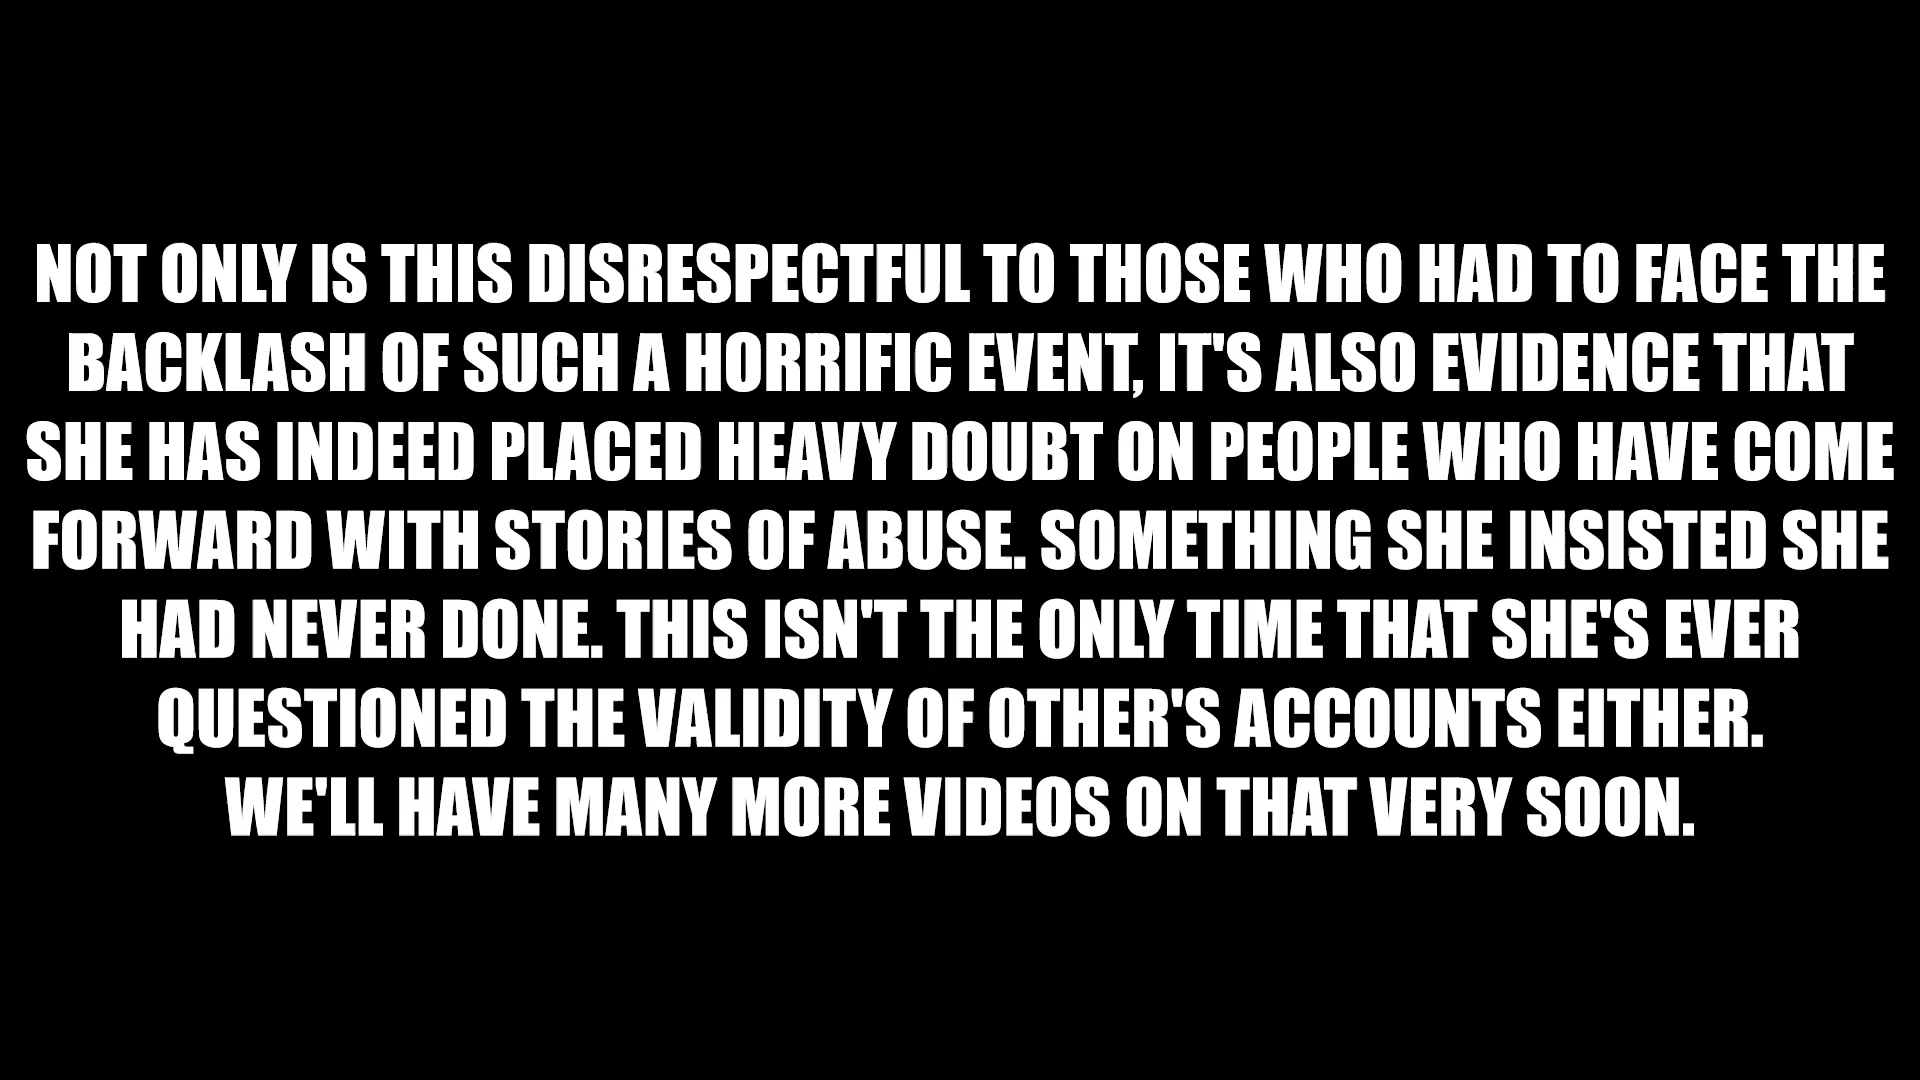 NOT ONLY IS THIS DISRESPECTFUL TO THOSE WHO HAD TO FACE THE
BACKLASH OF SUCH A HORRIFIC EVENT, IT'S ALSO EVIDENCE THAT
SHE HAS INDEED PLACED HEAVY DOUBT ON PEOPLE WHO HAVE COME
FORWARD WITH STORIES OF ABUSE. SOMETHING SHE INSISTED SHE
HAD NEVER DONE. THIS ISN'T THE ONLY TIME THAT SHE'S EVER
QUESTIONED THE VALIDITY OF OTHER'S ACCOUNTS EITHER.
WE'LL HAVE MANY MORE VIDEOS ON THAT VERY SOON.